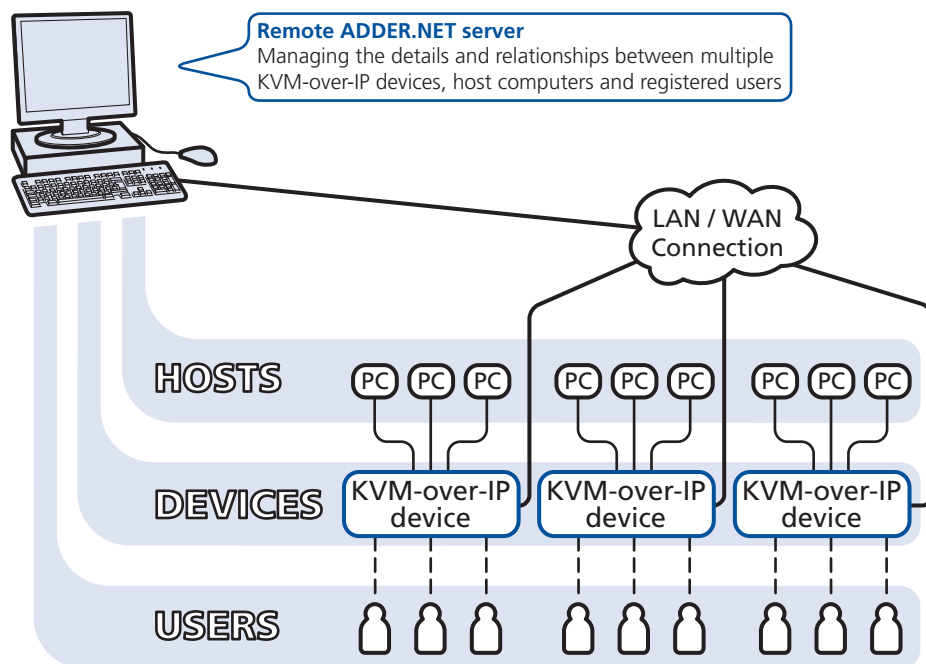 Remote ADDER.NET server
Managing the details and relationships between multiple
KVM-over-IP devices, host computers and registered users
LAN / WAN
Connection
HOSTS
PC PC PC PC PC PC PC PC PC
DEVICES
KVM-over-IP
device
KVM-over-IP
device
KVM-over-IP
device
USERS